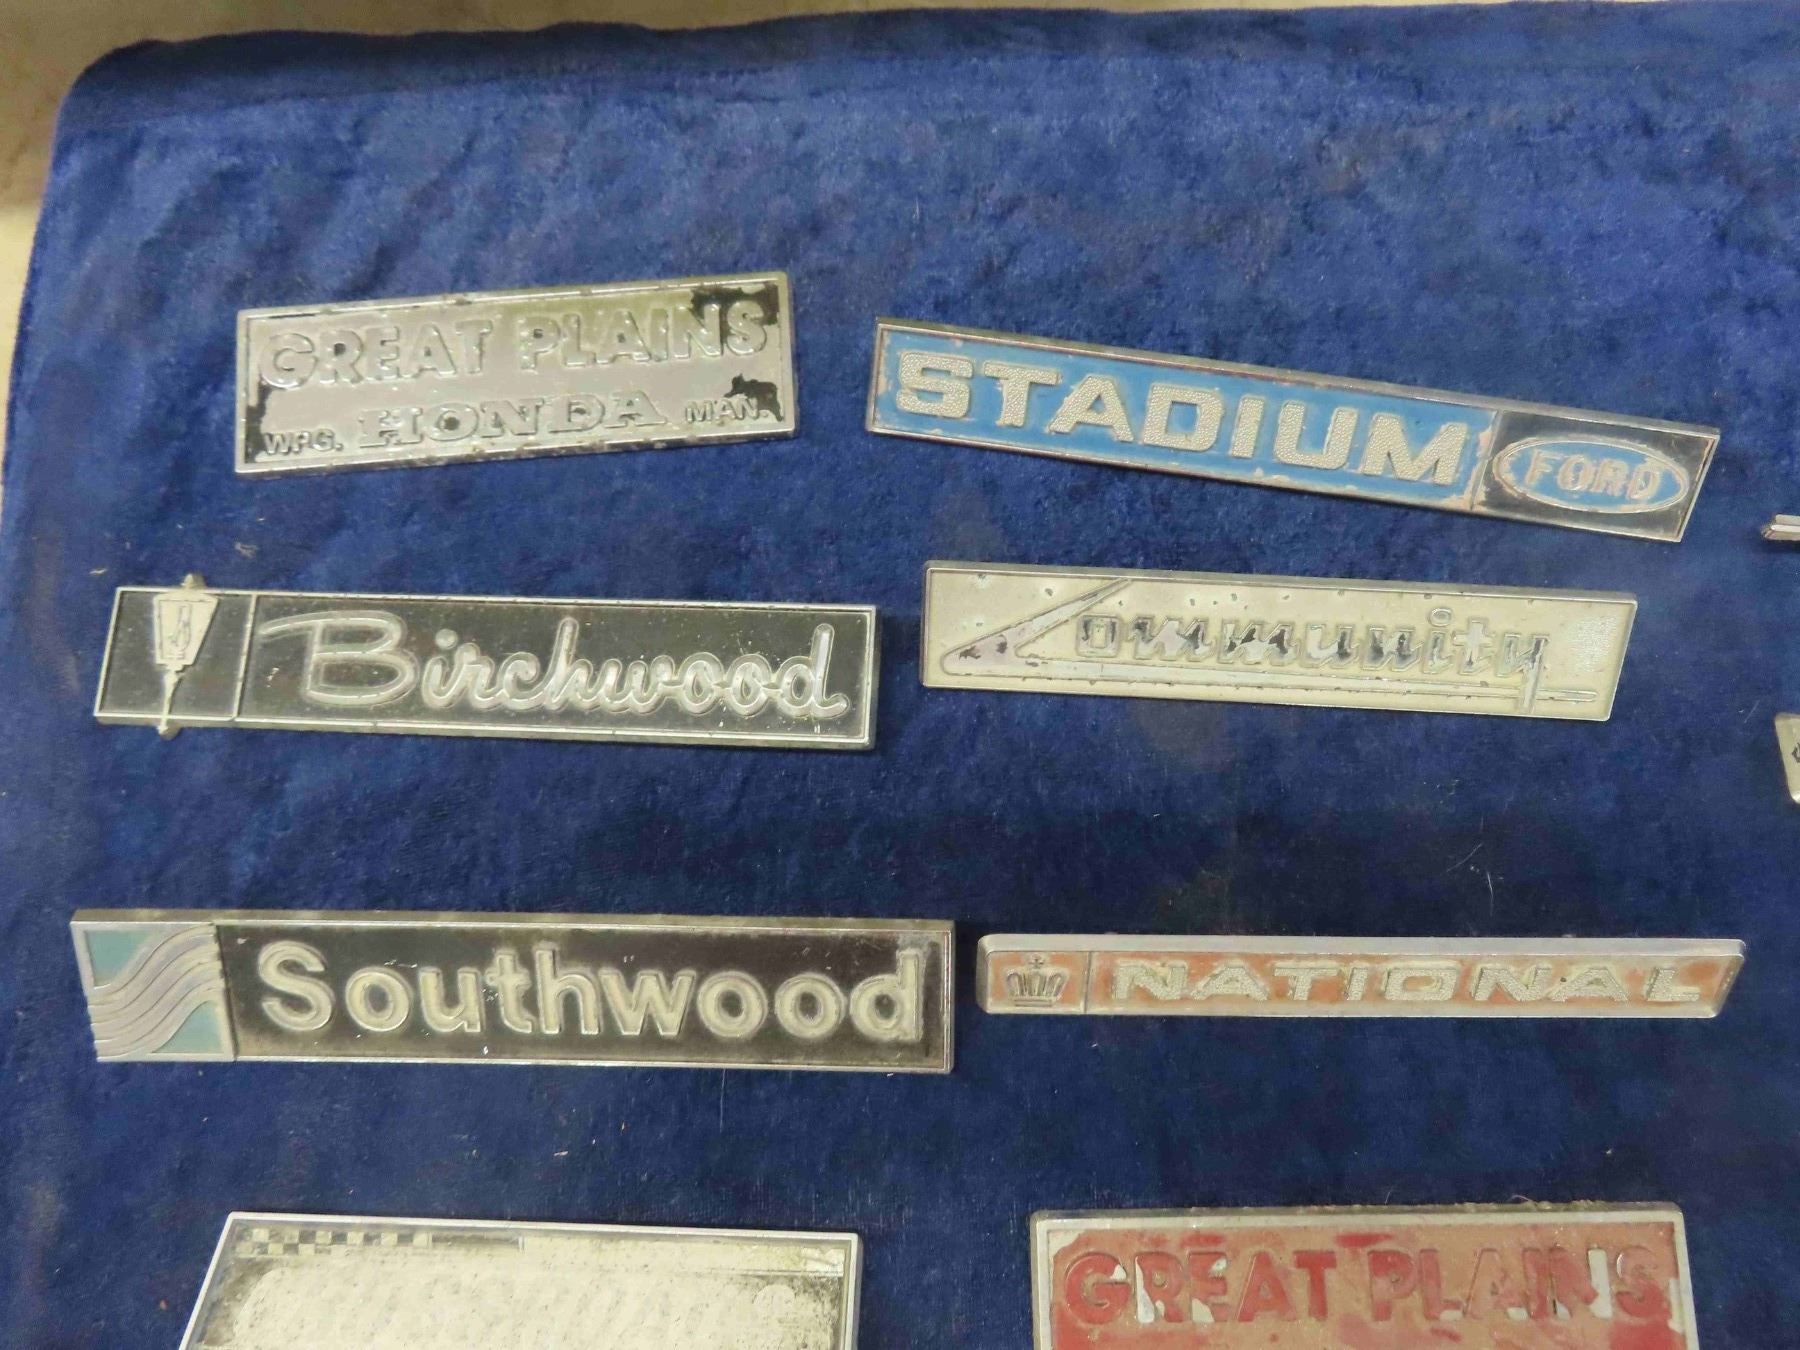 GREAT PLAINS
WPG. HONDA MAN.
STADIUM FORD
Birchwood
Community
Southwood
NATIONAL
GREAT PLAINS